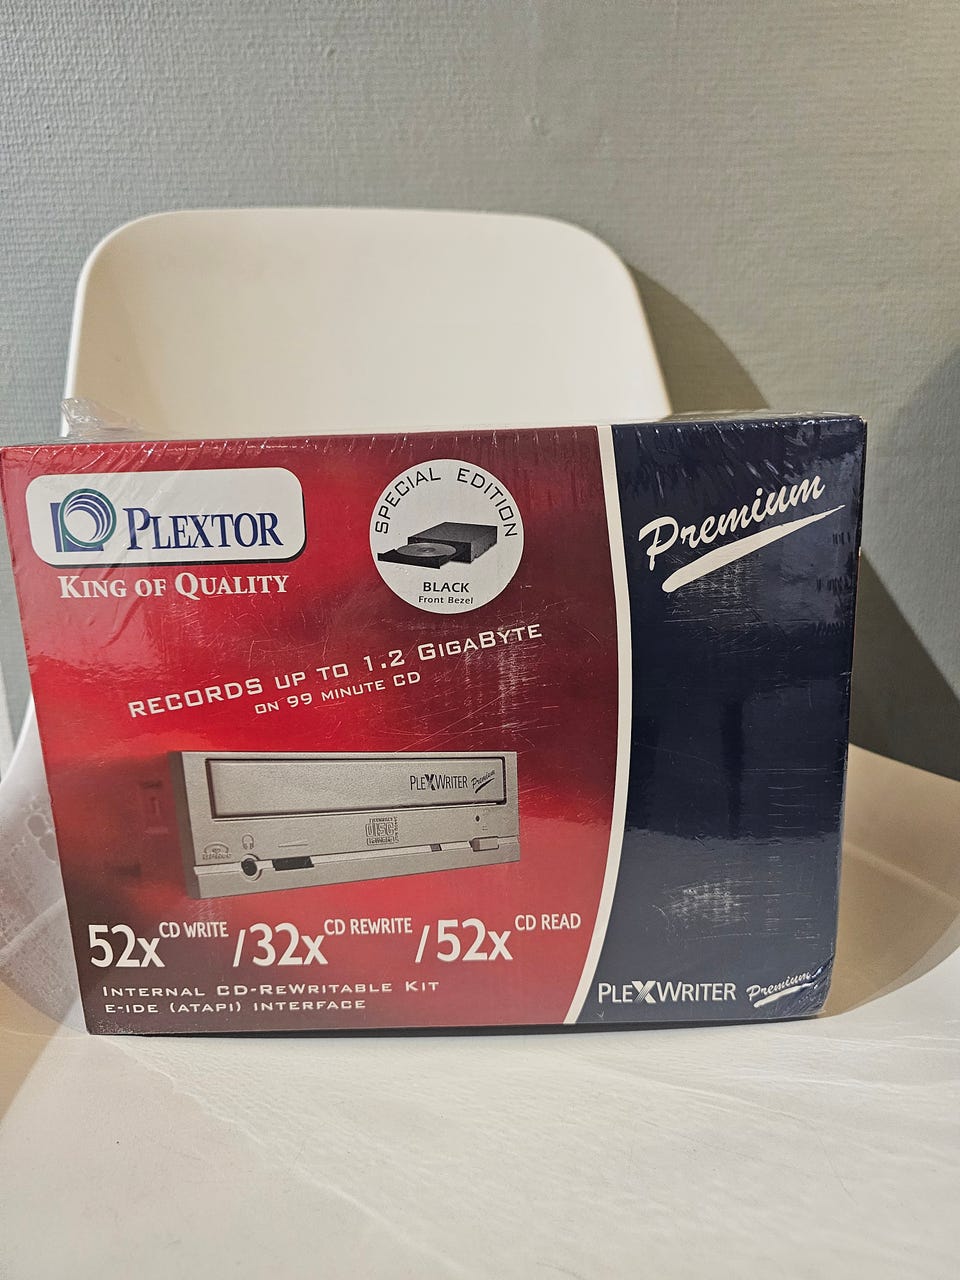 PLEXTOR
KING OF QUALITY
SPECIAL EDITION
BLACK
Front Bezel
Premium
RECORDS UP TO 1.2 GIGABYTE
ON 99 MINUTE CD
PLEXWRITER Premium
DISC
52x CD WRITE / 32x CD REWRITE / 52x CD READ
INTERNAL CD-REWRITABLE KIT
E-IDE (ATAPI) INTERFACE
PLEXWRITER Premium